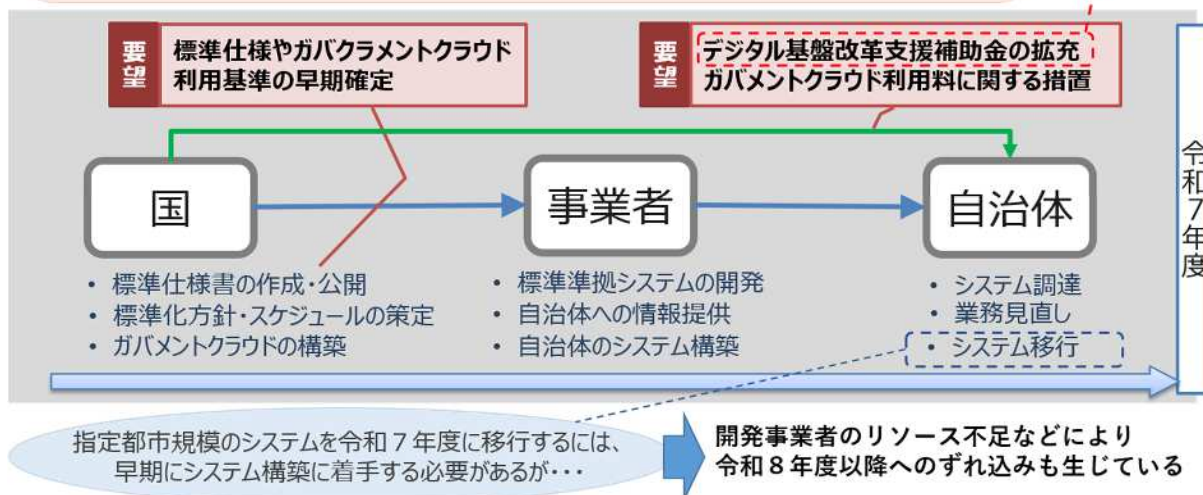 要望
標準仕様やガバクラメントクラウド
利用基準の早期確定
要望
デジタル基盤改革支援補助金の拡充
ガバメントクラウド利用料に関する措置
国
事業者
自治体
令和７年度
• 標準仕様書の作成・公開
• 標準化方針・スケジュールの策定
• ガバメントクラウドの構築
• 標準準拠システムの開発
• 自治体への情報提供
• 自治体のシステム構築
• システム調達
• 業務見直し
• システム移行
指定都市規模のシステムを令和７年度に移行するには、
早期にシステム構築に着手する必要があるが・・・
開発事業者のリソース不足などにより
令和８年度以降へのずれ込みも生じている